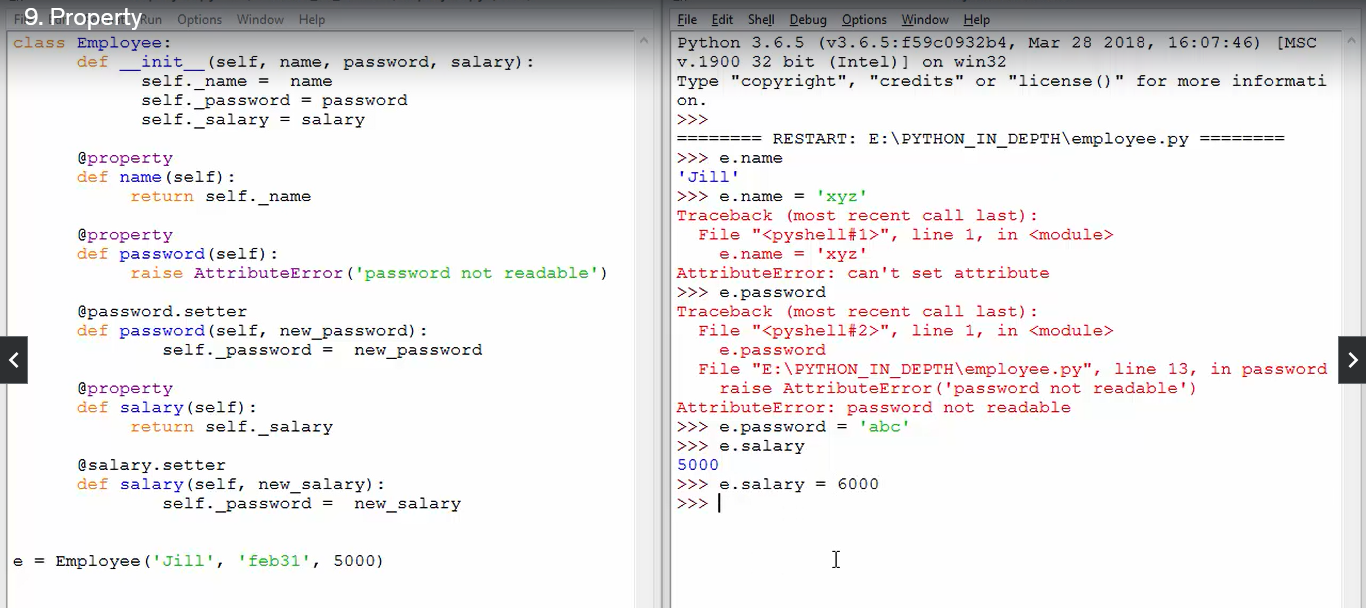 9. Property
Run Options Window Help
class Employee:
def __init__(self, name, password, salary):
self._name =  name
self._password = password
self._salary = salary
@property
def name(self):
return self._name
@property
def password(self):
raise AttributeError('password not readable')
@password.setter
def password(self, new_password):
self._password =  new_password
@property
def salary(self):
return self._salary
@salary.setter
def salary(self, new_salary):
self._password =  new_salary
e = Employee('Jill', 'feb31', 5000)
File Edit Shell Debug Options Window Help
Python 3.6.5 (v3.6.5:f59c0932b4, Mar 28 2018, 16:07:46) [MSC
v.1900 32 bit (Intel)] on win32
Type "copyright", "credits" or "license()" for more informati
on.
>>>
======== RESTART: E:\PYTHON_IN_DEPTH\employee.py ========
>>> e.name
'Jill'
>>> e.name = 'xyz'
Traceback (most recent call last):
File "<pyshell#1>", line 1, in <module>
e.name = 'xyz'
AttributeError: can't set attribute
>>> e.password
Traceback (most recent call last):
File "<pyshell#2>", line 1, in <module>
e.password
File "E:\PYTHON_IN_DEPTH\employee.py", line 13, in password
raise AttributeError('password not readable')
AttributeError: password not readable
>>> e.password = 'abc'
>>> e.salary
5000
>>> e.salary = 6000
>>>